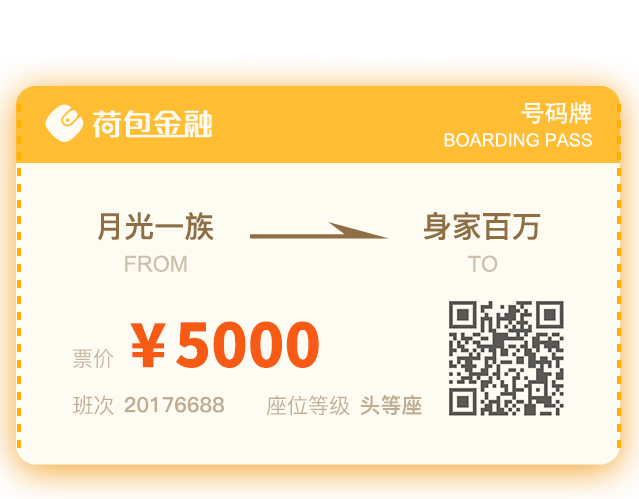 荷包金融
号码牌
BOARDING PASS
月光一族 身家百万
FROM TO
票价 ¥5000
班次 20176688 座位等级 头等座